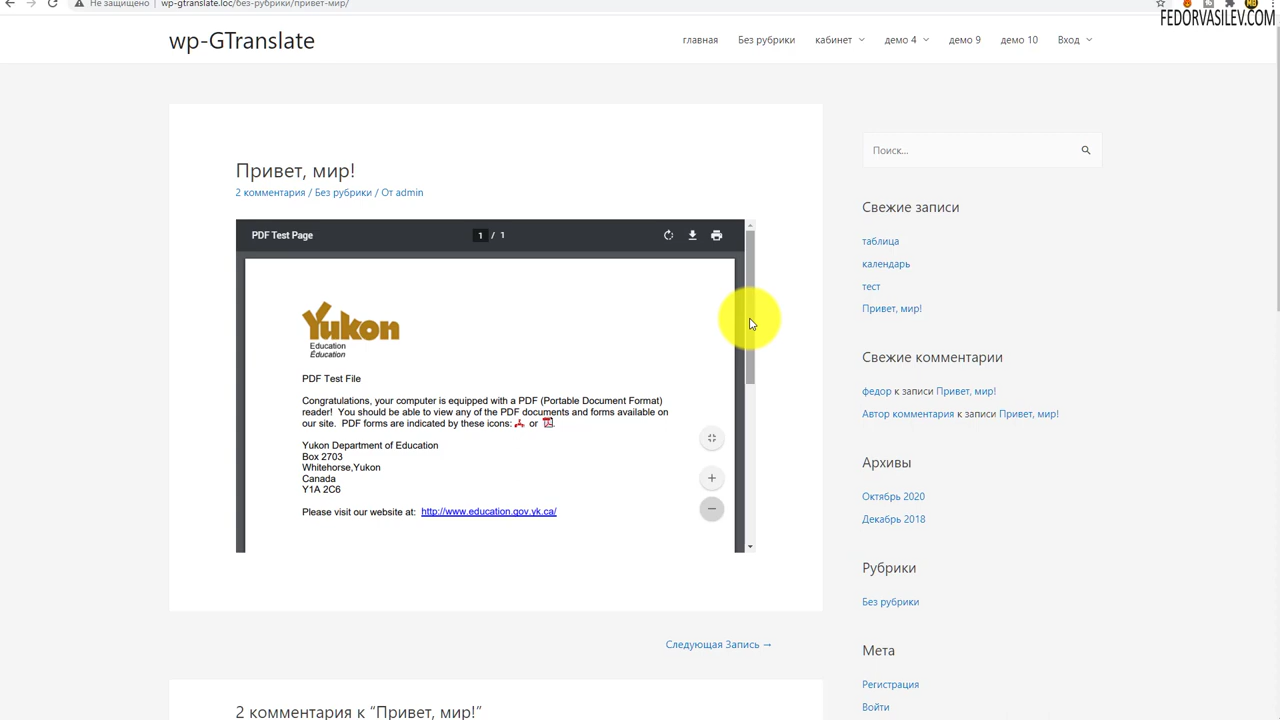 Не защищено
wp-gtranslate.loc/без-рубрики/привет-мир/
FEDORVASILEV.COM
wp-GTranslate
главная Без рубрики кабинет демо 4 демо 9 демо 10 Вход
Привет, мир!
2 комментария / Без рубрики / От admin
PDF Test Page 1 / 1
Yukon
Education
Éducation
PDF Test File
Congratulations, your computer is equipped with a PDF (Portable Document Format)
reader! You should be able to view any of the PDF documents and forms available on
our site. PDF forms are indicated by these icons: or .
Yukon Department of Education
Box 2703
Whitehorse,Yukon
Canada
Y1A 2C6
Please visit our website at: http://www.education.gov.yk.ca/
Следующая Запись →
2 комментария к “Привет, мир!”
Поиск...
Свежие записи
таблица
календарь
тест
Привет, мир!
Свежие комментарии
федор к записи Привет, мир!
Автор комментария к записи Привет, мир!
Архивы
Октябрь 2020
Декабрь 2018
Рубрики
Без рубрики
Мета
Регистрация
Войти